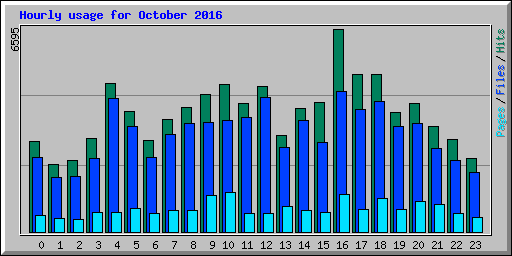 Hourly usage for October 2016
6595
Pages/Files/Hits
0 1 2 3 4 5 6 7 8 9 10 11 12 13 14 15 16 17 18 19 20 21 22 23